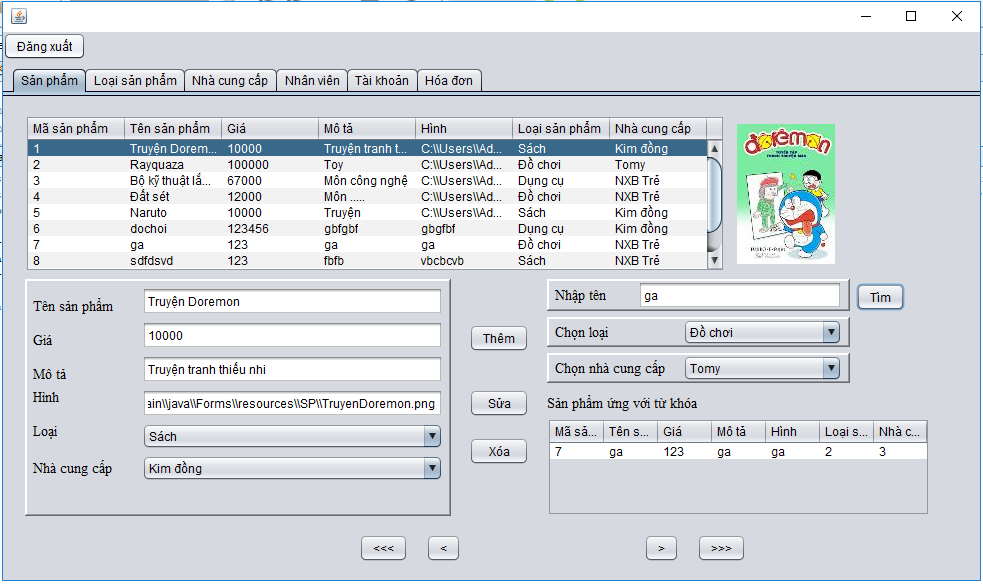 Đăng xuất
Sản phẩm Loại sản phẩm Nhà cung cấp Nhân viên Tài khoản Hóa đơn
Mã sản phẩm Tên sản phẩm Giá Mô tả Hình Loại sản phẩm Nhà cung cấp
1 Truyện Dorem... 10000 Truyện tranh t... C:\\Users\\Ad... Sách Kim đồng
2 Rayquaza 100000 Toy C:\\Users\\Ad... Đồ chơi Tomy
3 Bộ kỹ thuật lắ... 67000 Môn công nghệ C:\\Users\\Ad... Dụng cụ NXB Trẻ
4 Đất sét 12000 Môn ..... C:\\Users\\Ad... Đồ chơi NXB Trẻ
5 Naruto 10000 Truyện C:\\Users\\Ad... Sách Kim đồng
6 dochoi 123456 gbfgbf gbgfbf Dụng cụ Kim đồng
7 ga 123 ga ga Đồ chơi NXB Trẻ
8 sdfdsvd 123 fbfb vbcbcvb Sách NXB Trẻ
đôrêmon
Tên sản phẩm Truyện Doremon
Giá 10000
Mô tả Truyện tranh thiếu nhi
Hình ain\\java\\Forms\\resources\\SP\\TruyenDoremon.png
Loại Sách
Nhà cung cấp Kim đồng
Thêm
Sửa
Xóa
Nhập tên ga Tìm
Chọn loại Đồ chơi
Chọn nhà cung cấp Tomy
Sản phẩm ứng với từ khóa
Mã sả... Tên s... Giá Mô tả Hình Loại s... Nhà c...
7 ga 123 ga ga 2 3
<<< < > >>>